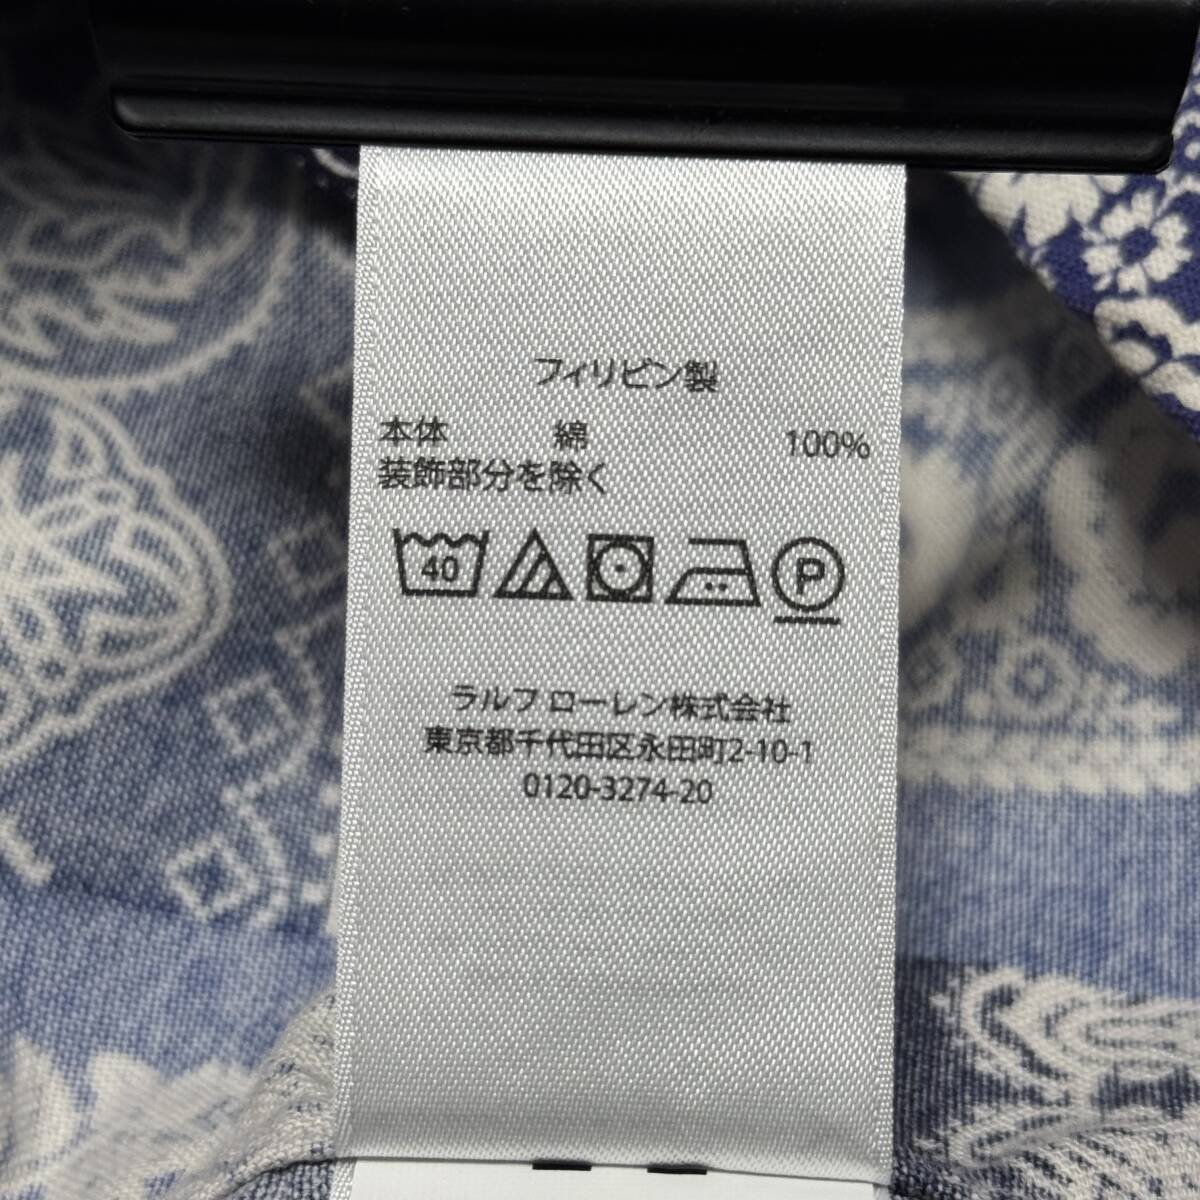 フィリピン製
本体 綿 100%
装飾部分を除く
40 P
ラルフ ローレン株式会社
東京都千代田区永田町2-10-1
0120-3274-20